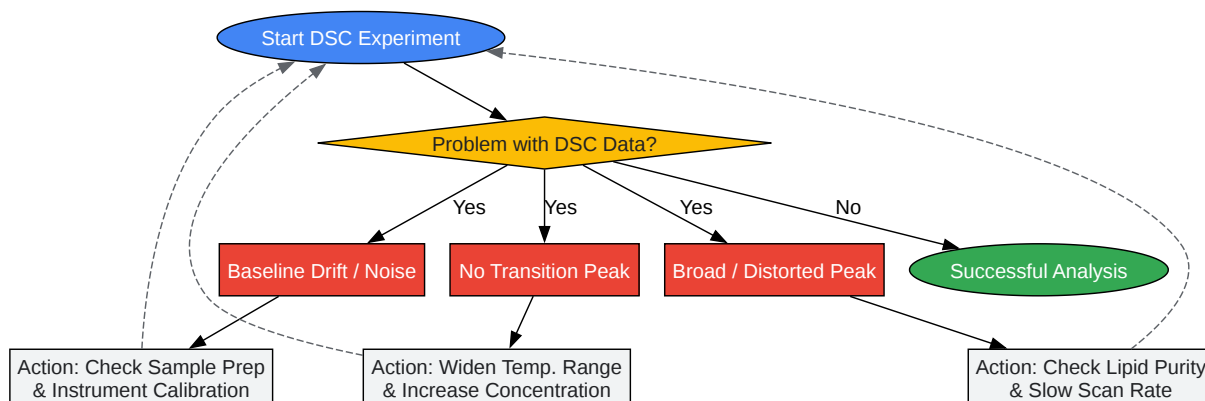 Start DSC Experiment
Problem with DSC Data?
Yes
Yes
Yes
No
Baseline Drift / Noise
No Transition Peak
Broad / Distorted Peak
Successful Analysis
Action: Check Sample Prep
& Instrument Calibration
Action: Widen Temp. Range
& Increase Concentration
Action: Check Lipid Purity
& Slow Scan Rate